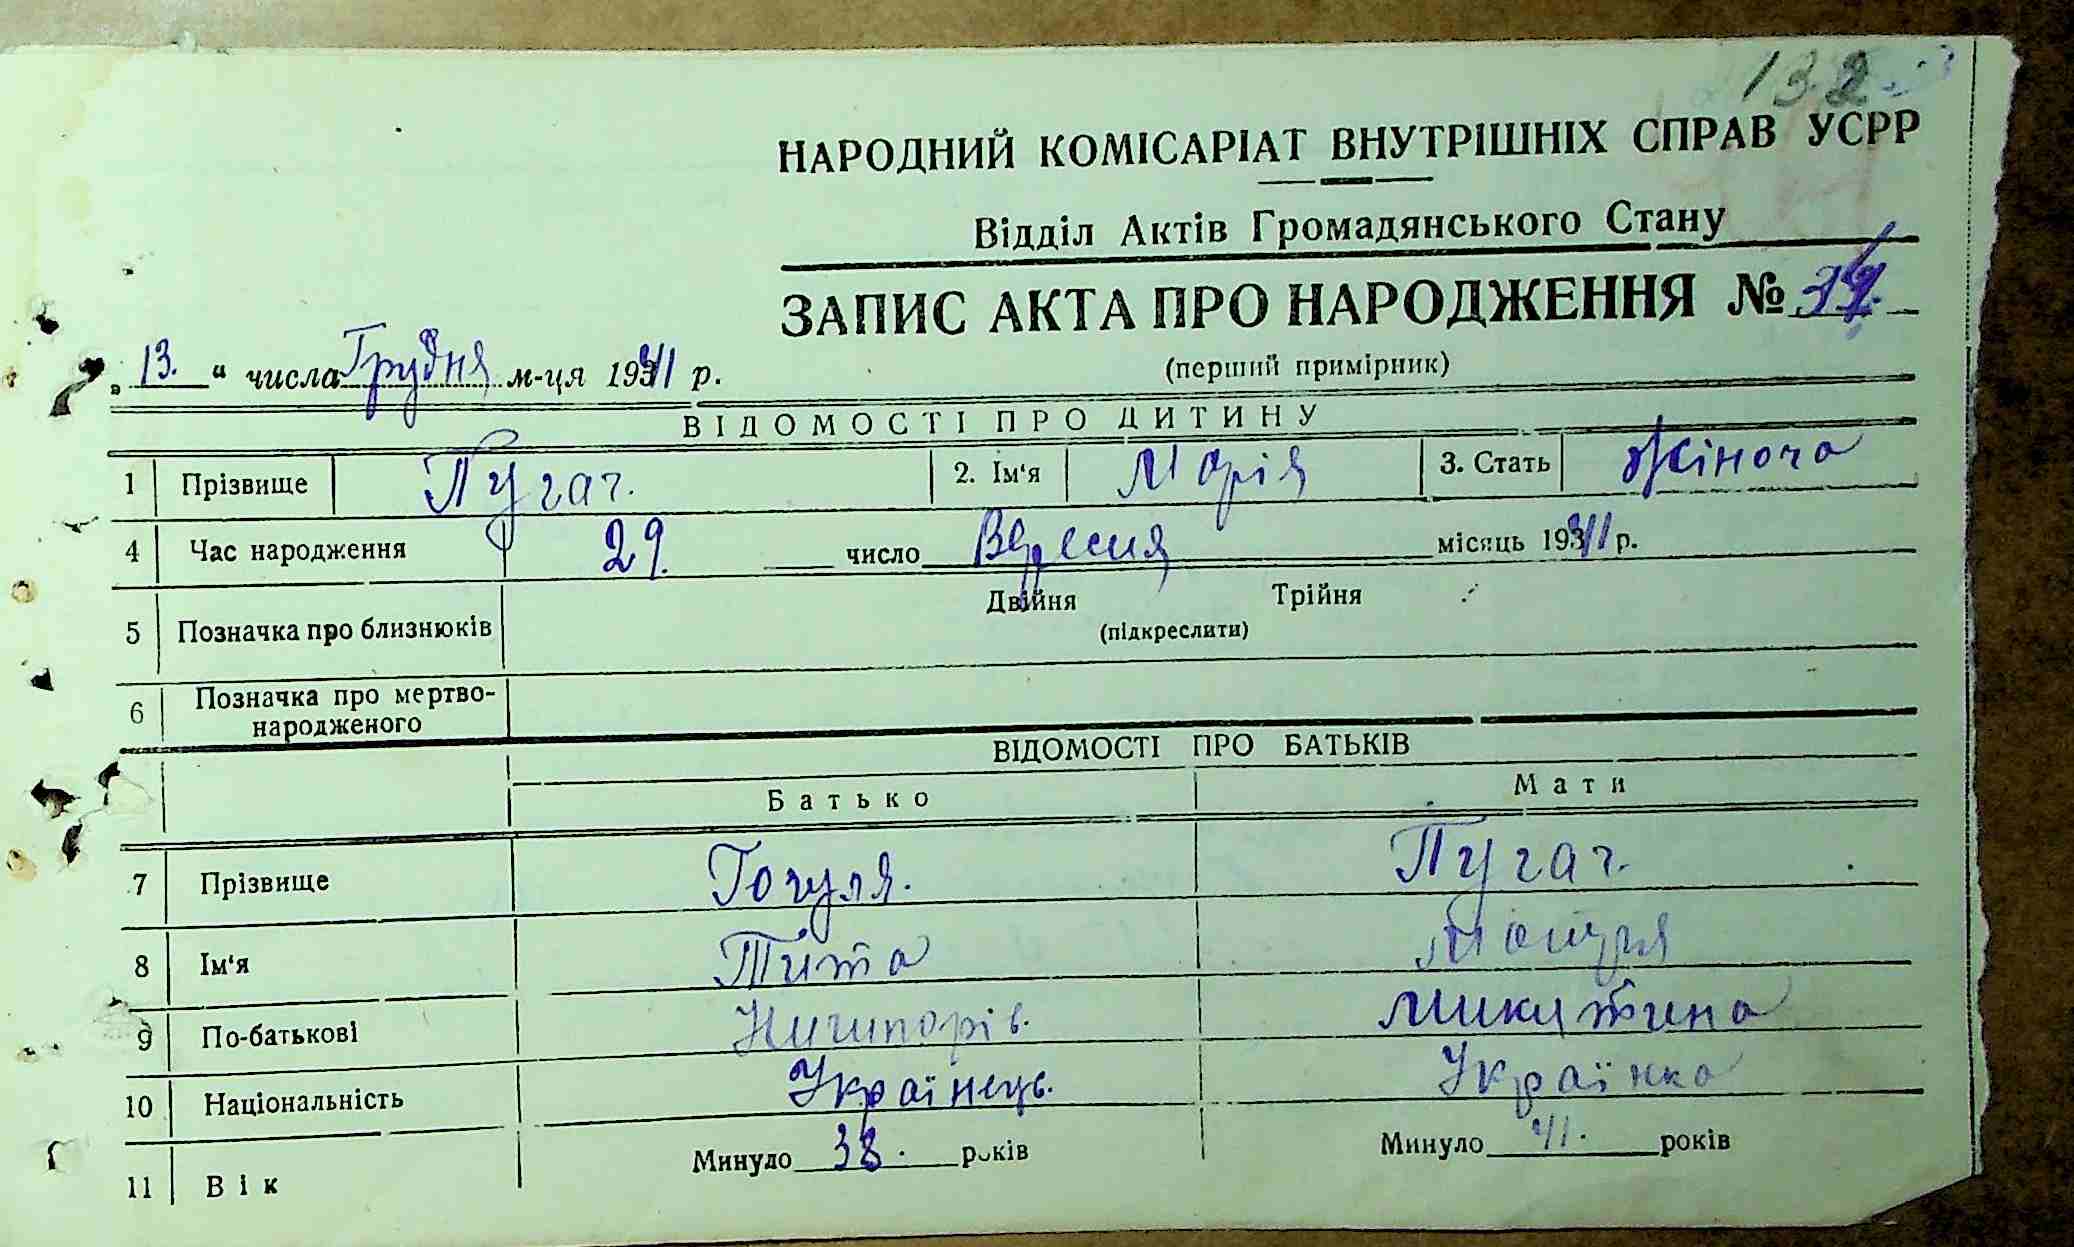 132
НАРОДНИЙ КОМІСАРІАТ ВНУТРІШНІХ СПРАВ УСРР
Відділ Актів Громадянського Стану
ЗАПИС АКТА ПРО НАРОДЖЕННЯ №
„13." числа Грудня м-ця 1941 р.
(перший примірник)
ВІДОМОСТІ ПРО ДИТИНУ
1 Прізвище Пугач. 2. Ім'я Марія 3. Стать жіноча
4 Час народження 29. число Вересня місяць 1941 р.
5 Позначка про близнюків Двійня Трійня
(підкреслити)
6 Позначка про мертво-
народженого
ВІДОМОСТІ ПРО БАТЬКІВ
Батько Мати
7 Прізвище Гогуля. Пугач.
8 Ім'я Тита
9 По-батькові Ничипорів. Микитина
10 Національність Українець. Українка
11 Вік Минуло 38. років Минуло 41. років